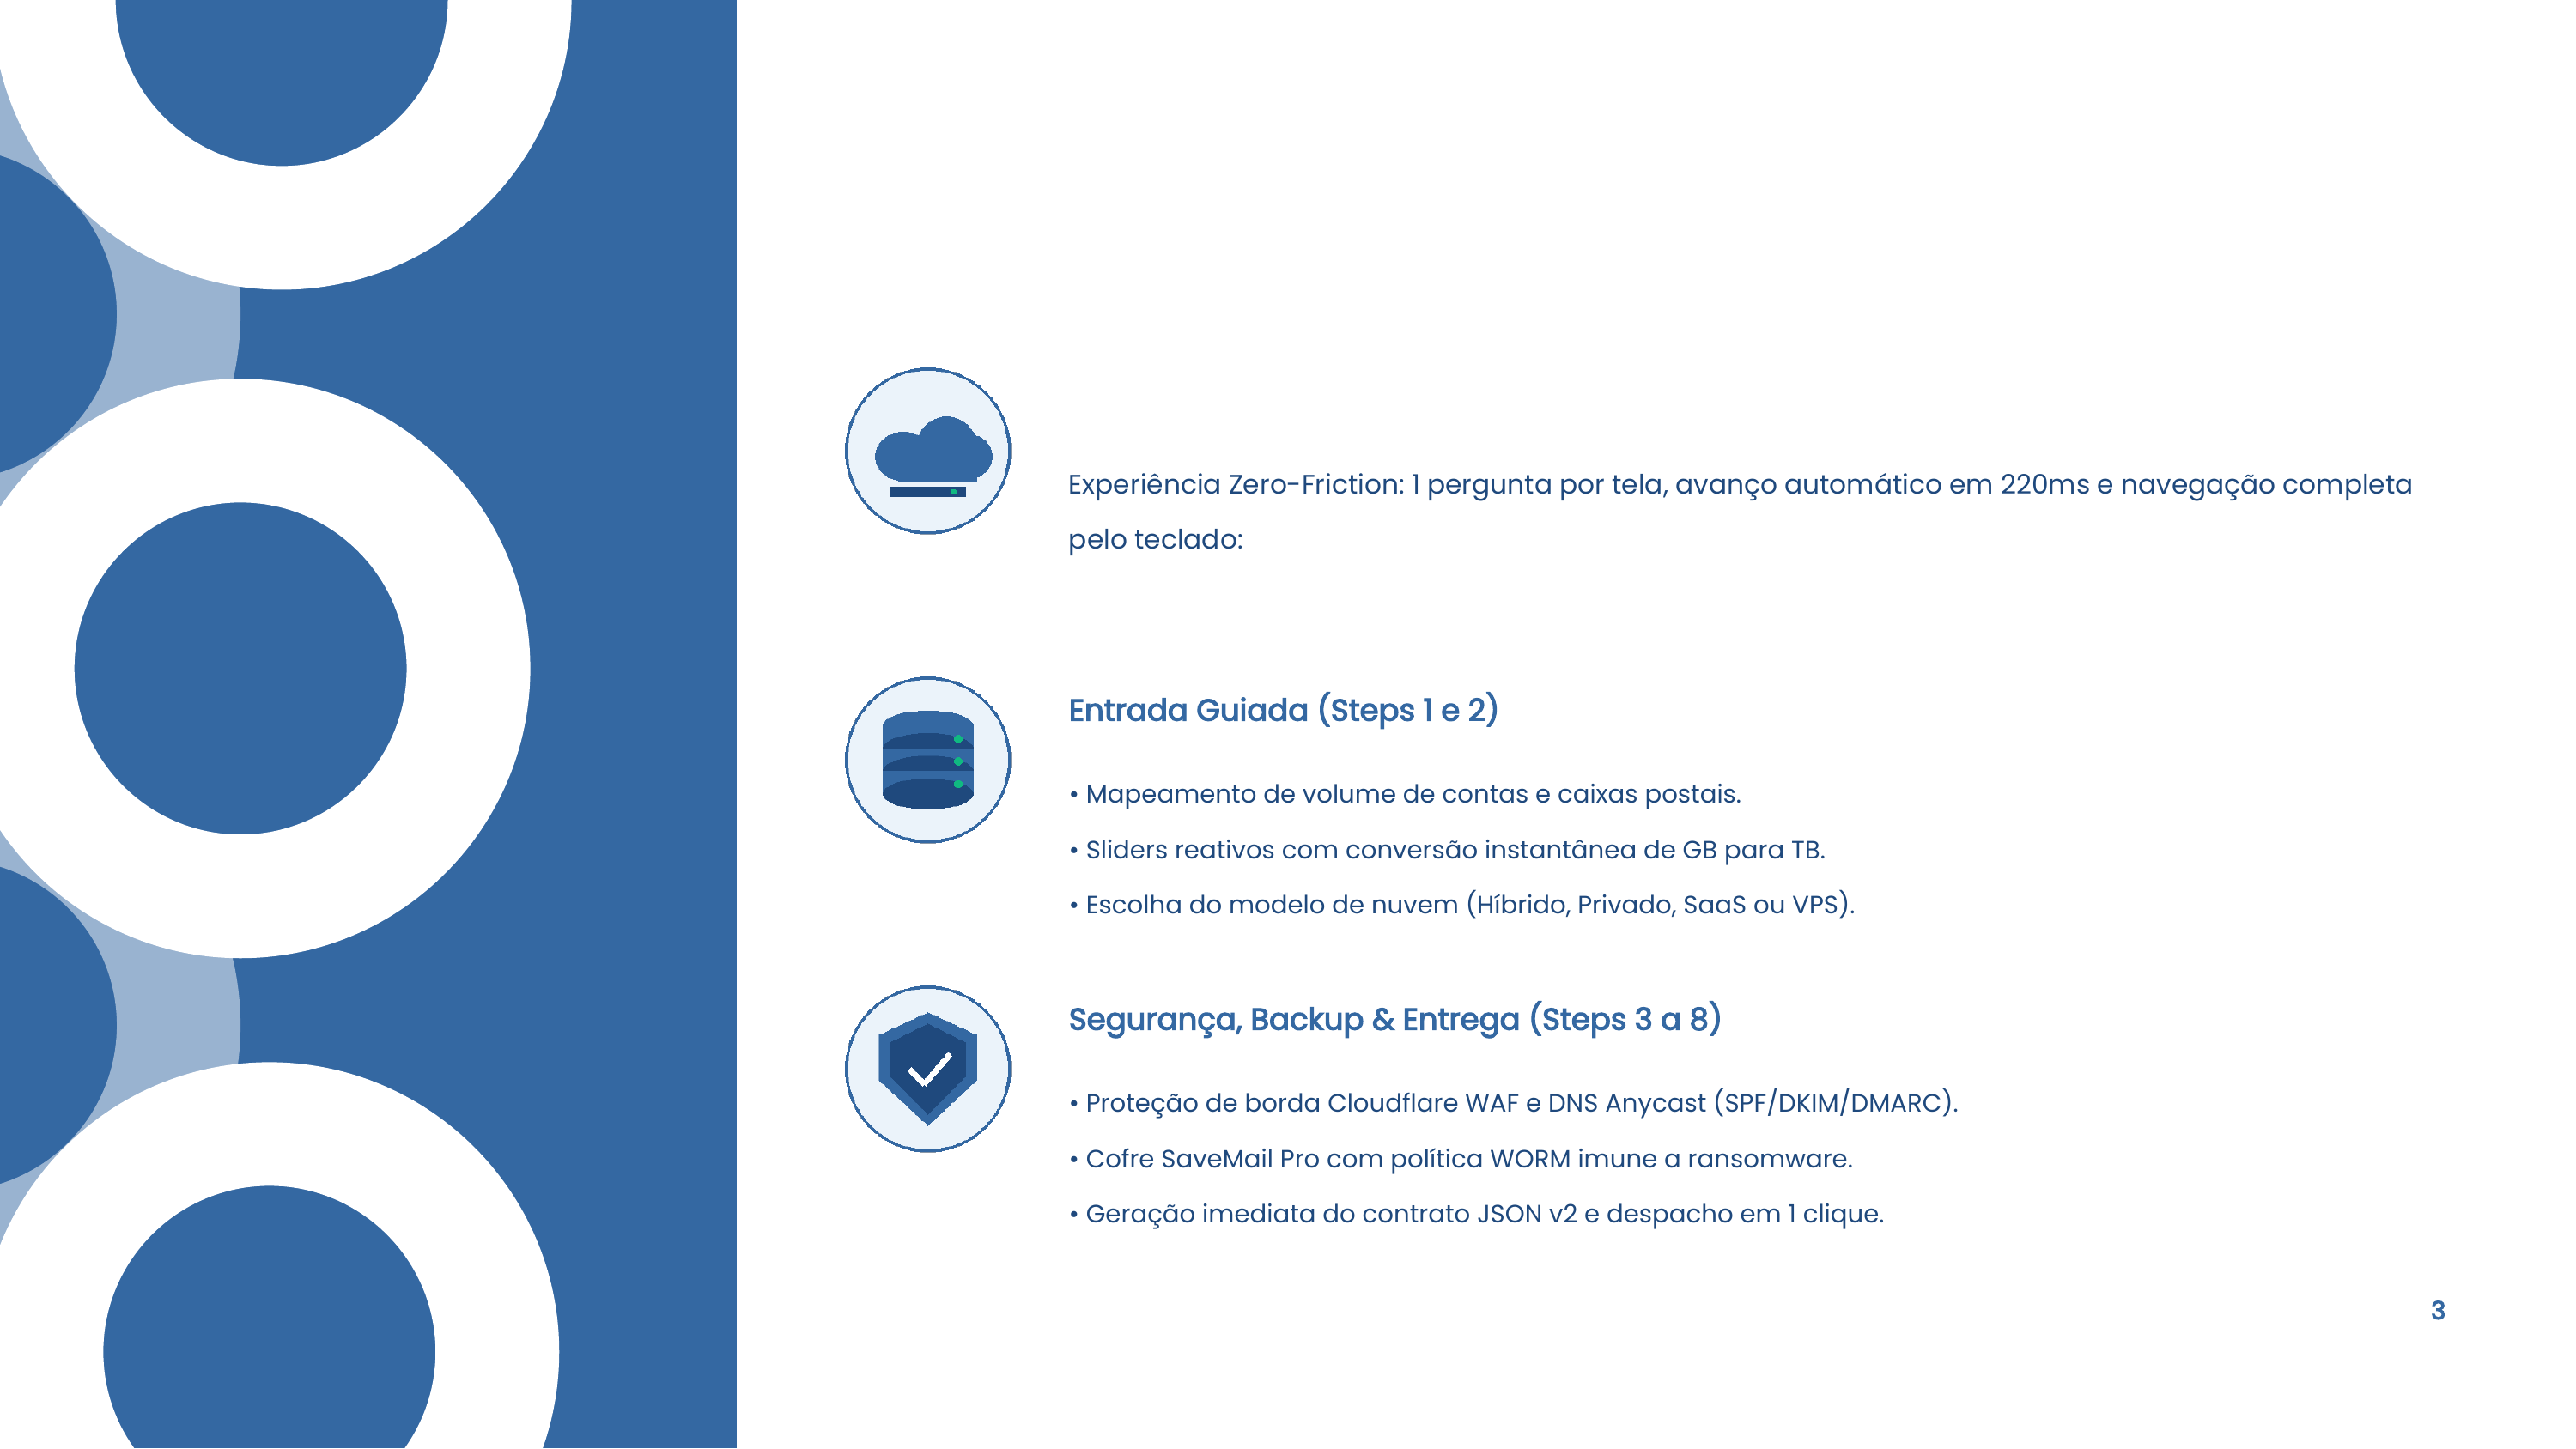 Experiência Zero-Friction: 1 pergunta por tela, avanço automático em 220ms e navegação completa
pelo teclado:
Entrada Guiada (Steps 1 e 2)
• Mapeamento de volume de contas e caixas postais.
• Sliders reativos com conversão instantânea de GB para TB.
• Escolha do modelo de nuvem (Híbrido, Privado, SaaS ou VPS).
Segurança, Backup & Entrega (Steps 3 a 8)
• Proteção de borda Cloudflare WAF e DNS Anycast (SPF/DKIM/DMARC).
• Cofre SaveMail Pro com política WORM imune a ransomware.
• Geração imediata do contrato JSON v2 e despacho em 1 clique.
3